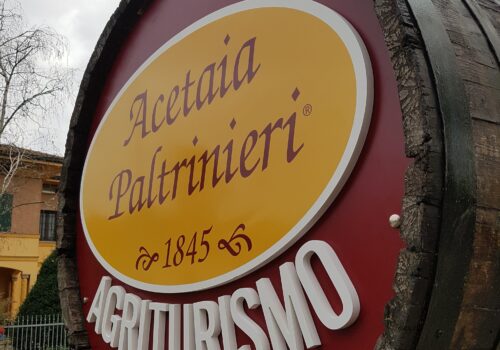 Acetaia
Paltrinieri®
1845
AGRITURISMO